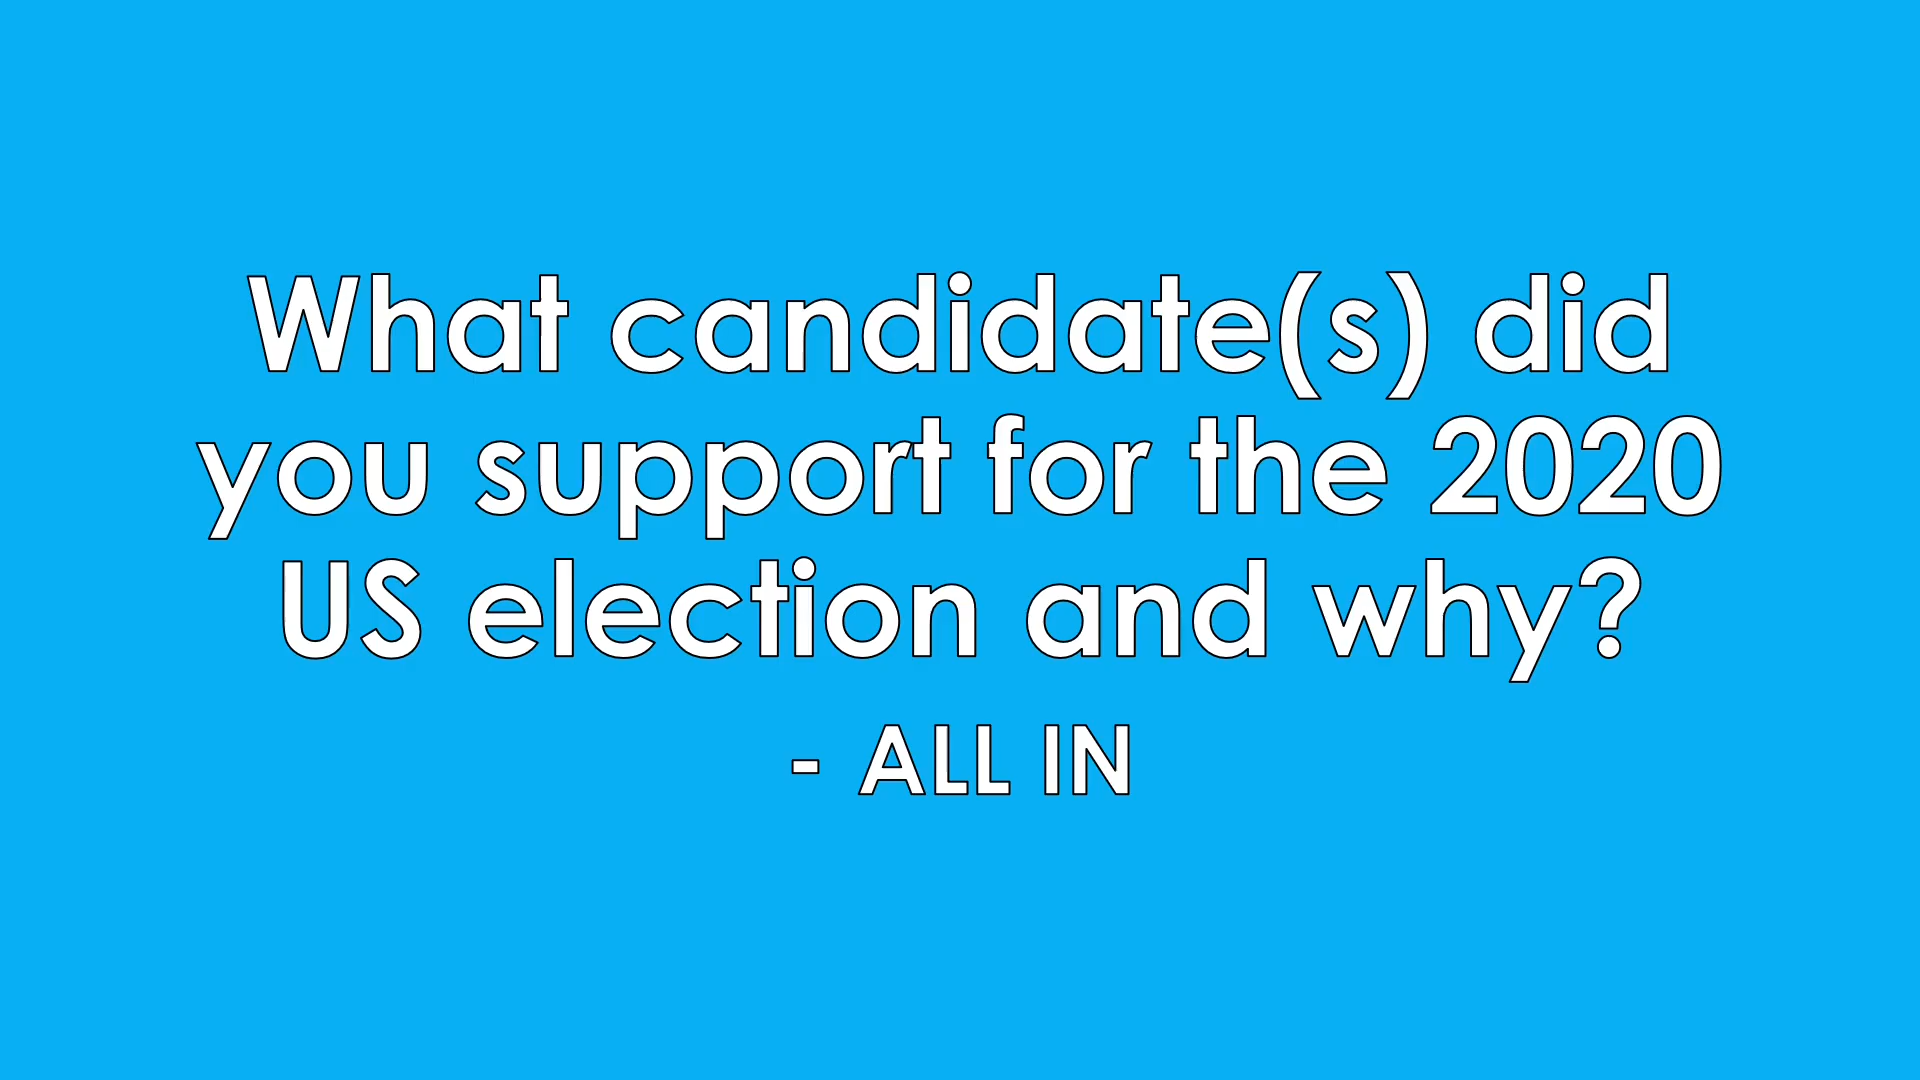 What candidate(s) did
you support for the 2020
US election and why?
- ALL IN